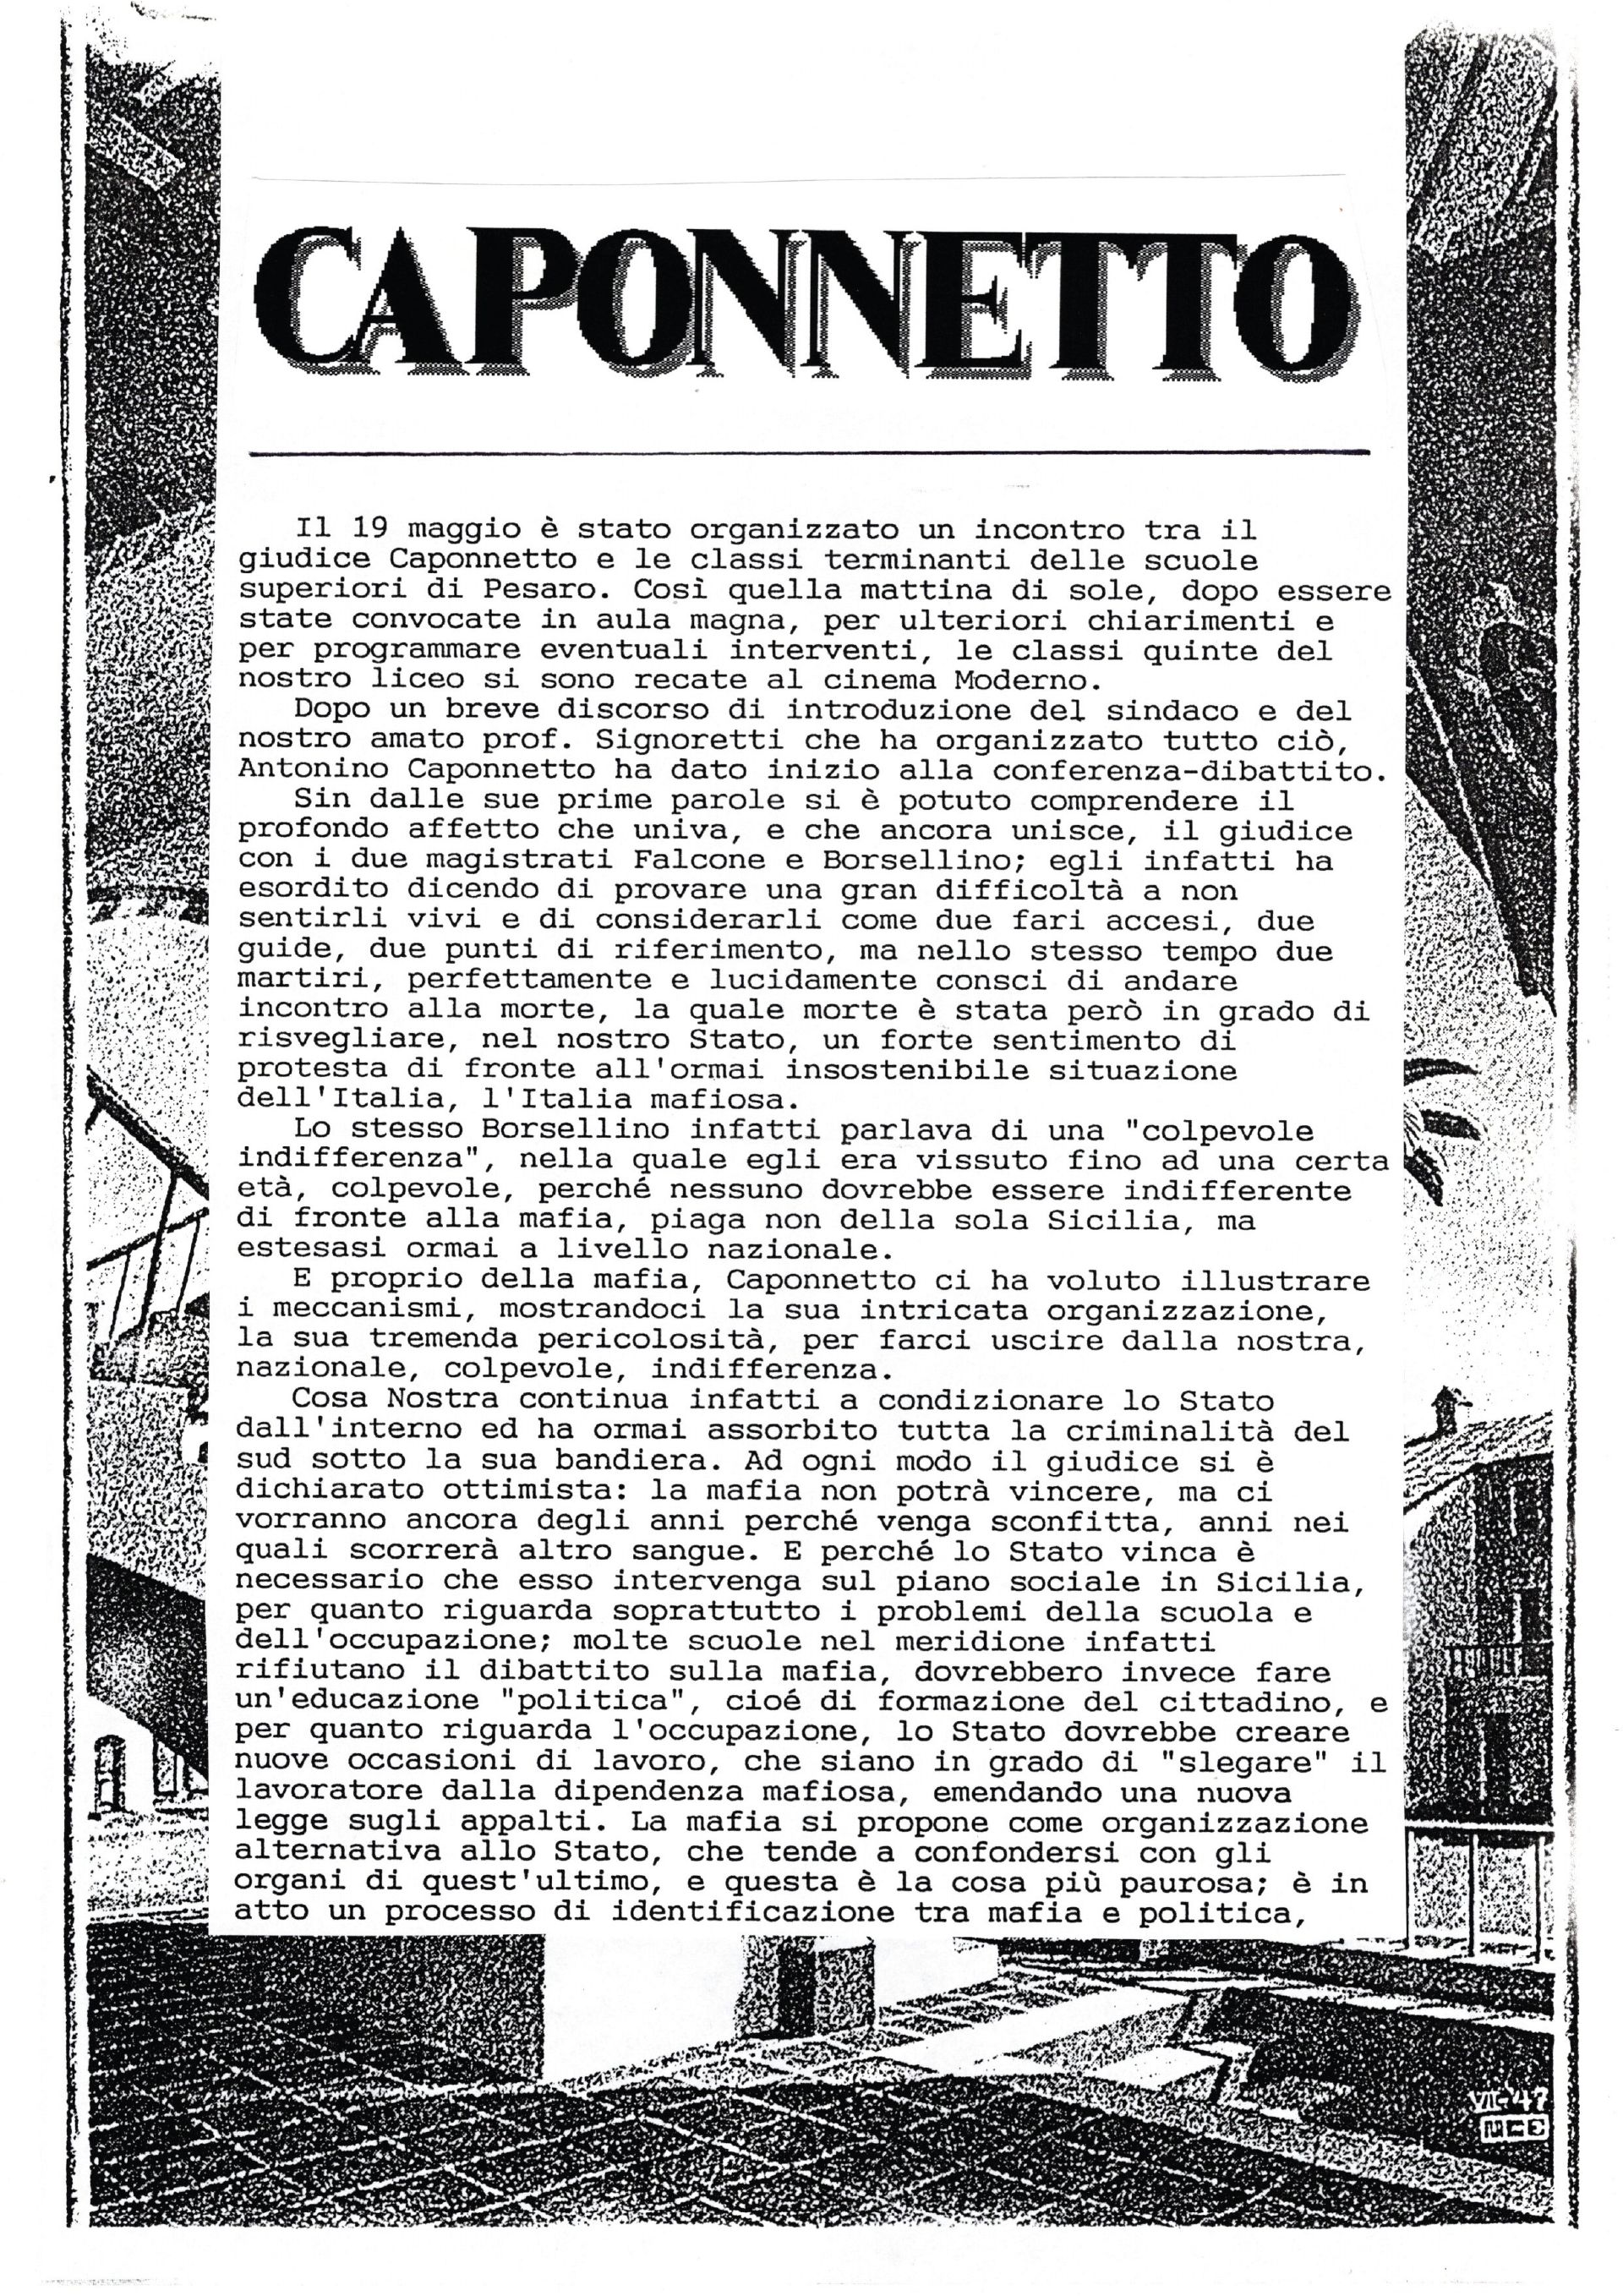 CAPONNETTO
Il 19 maggio è stato organizzato un incontro tra il
giudice Caponnetto e le classi terminanti delle scuole
superiori di Pesaro. Così quella mattina di sole, dopo essere
state convocate in aula magna, per ulteriori chiarimenti e
per programmare eventuali interventi, le classi quinte del
nostro liceo si sono recate al cinema Moderno.
Dopo un breve discorso di introduzione del sindaco e del
nostro amato prof. Signoretti che ha organizzato tutto ciò,
Antonino Caponnetto ha dato inizio alla conferenza-dibattito.
Sin dalle sue prime parole si è potuto comprendere il
profondo affetto che univa, e che ancora unisce, il giudice
con i due magistrati Falcone e Borsellino; egli infatti ha
esordito dicendo di provare una gran difficoltà a non
sentirli vivi e di considerarli come due fari accesi, due
guide, due punti di riferimento, ma nello stesso tempo due
martiri, perfettamente e lucidamente consci di andare
incontro alla morte, la quale morte è stata però in grado di
risvegliare, nel nostro Stato, un forte sentimento di
protesta di fronte all'ormai insostenibile situazione
dell'Italia, l'Italia mafiosa.
Lo stesso Borsellino infatti parlava di una "colpevole
indifferenza", nella quale egli era vissuto fino ad una certa
età, colpevole, perché nessuno dovrebbe essere indifferente
di fronte alla mafia, piaga non della sola Sicilia, ma
estesasi ormai a livello nazionale.
E proprio della mafia, Caponnetto ci ha voluto illustrare
i meccanismi, mostrandoci la sua intricata organizzazione,
la sua tremenda pericolosità, per farci uscire dalla nostra,
nazionale, colpevole, indifferenza.
Cosa Nostra continua infatti a condizionare lo Stato
dall'interno ed ha ormai assorbito tutta la criminalità del
sud sotto la sua bandiera. Ad ogni modo il giudice si è
dichiarato ottimista: la mafia non potrà vincere, ma ci
vorranno ancora degli anni perché venga sconfitta, anni nei
quali scorrerà altro sangue. E perché lo Stato vinca è
necessario che esso intervenga sul piano sociale in Sicilia,
per quanto riguarda soprattutto i problemi della scuola e
dell'occupazione; molte scuole nel meridione infatti
rifiutano il dibattito sulla mafia, dovrebbero invece fare
un'educazione "politica", cioé di formazione del cittadino, e
per quanto riguarda l'occupazione, lo Stato dovrebbe creare
nuove occasioni di lavoro, che siano in grado di "slegare" il
lavoratore dalla dipendenza mafiosa, emendando una nuova
legge sugli appalti. La mafia si propone come organizzazione
alternativa allo Stato, che tende a confondersi con gli
organi di quest'ultimo, e questa è la cosa più paurosa; è in
atto un processo di identificazione tra mafia e politica,
VII-'47